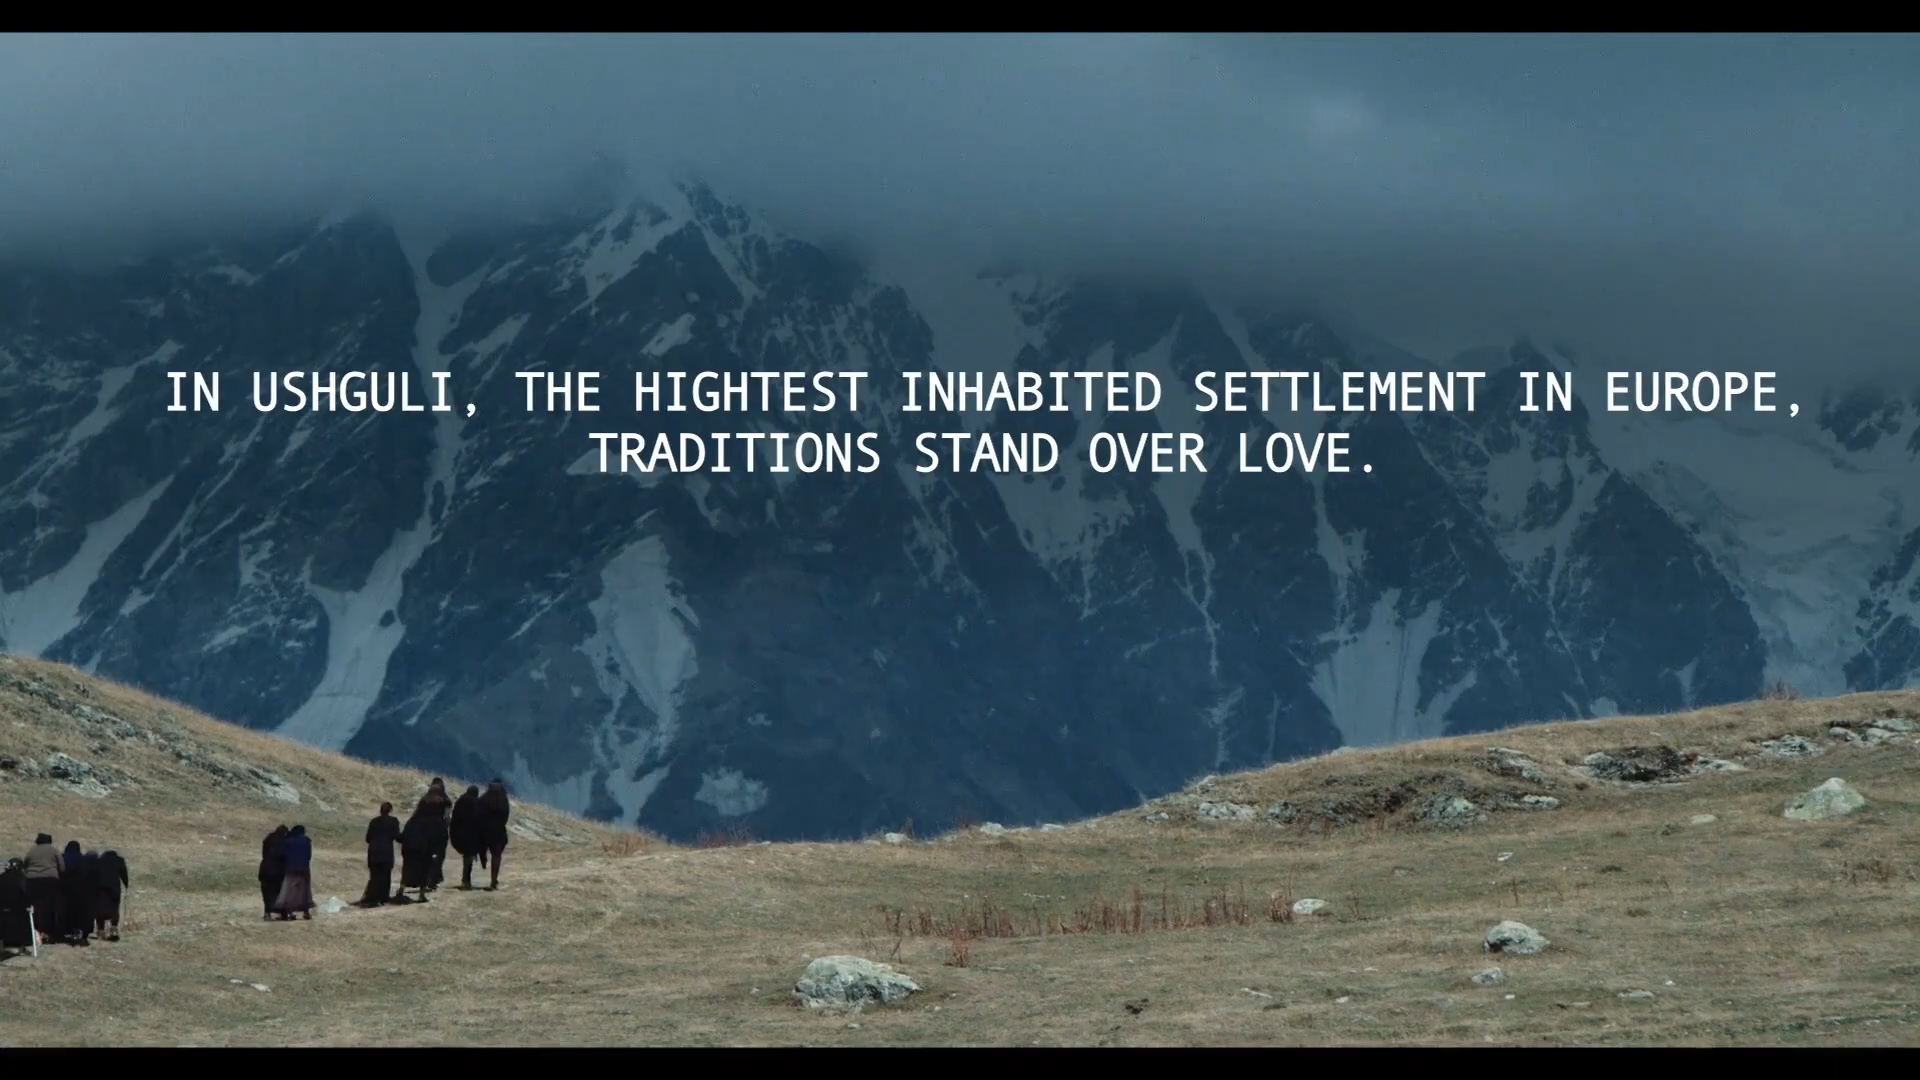 IN USHGULI, THE HIGHTEST INHABITED SETTLEMENT IN EUROPE,
TRADITIONS STAND OVER LOVE.